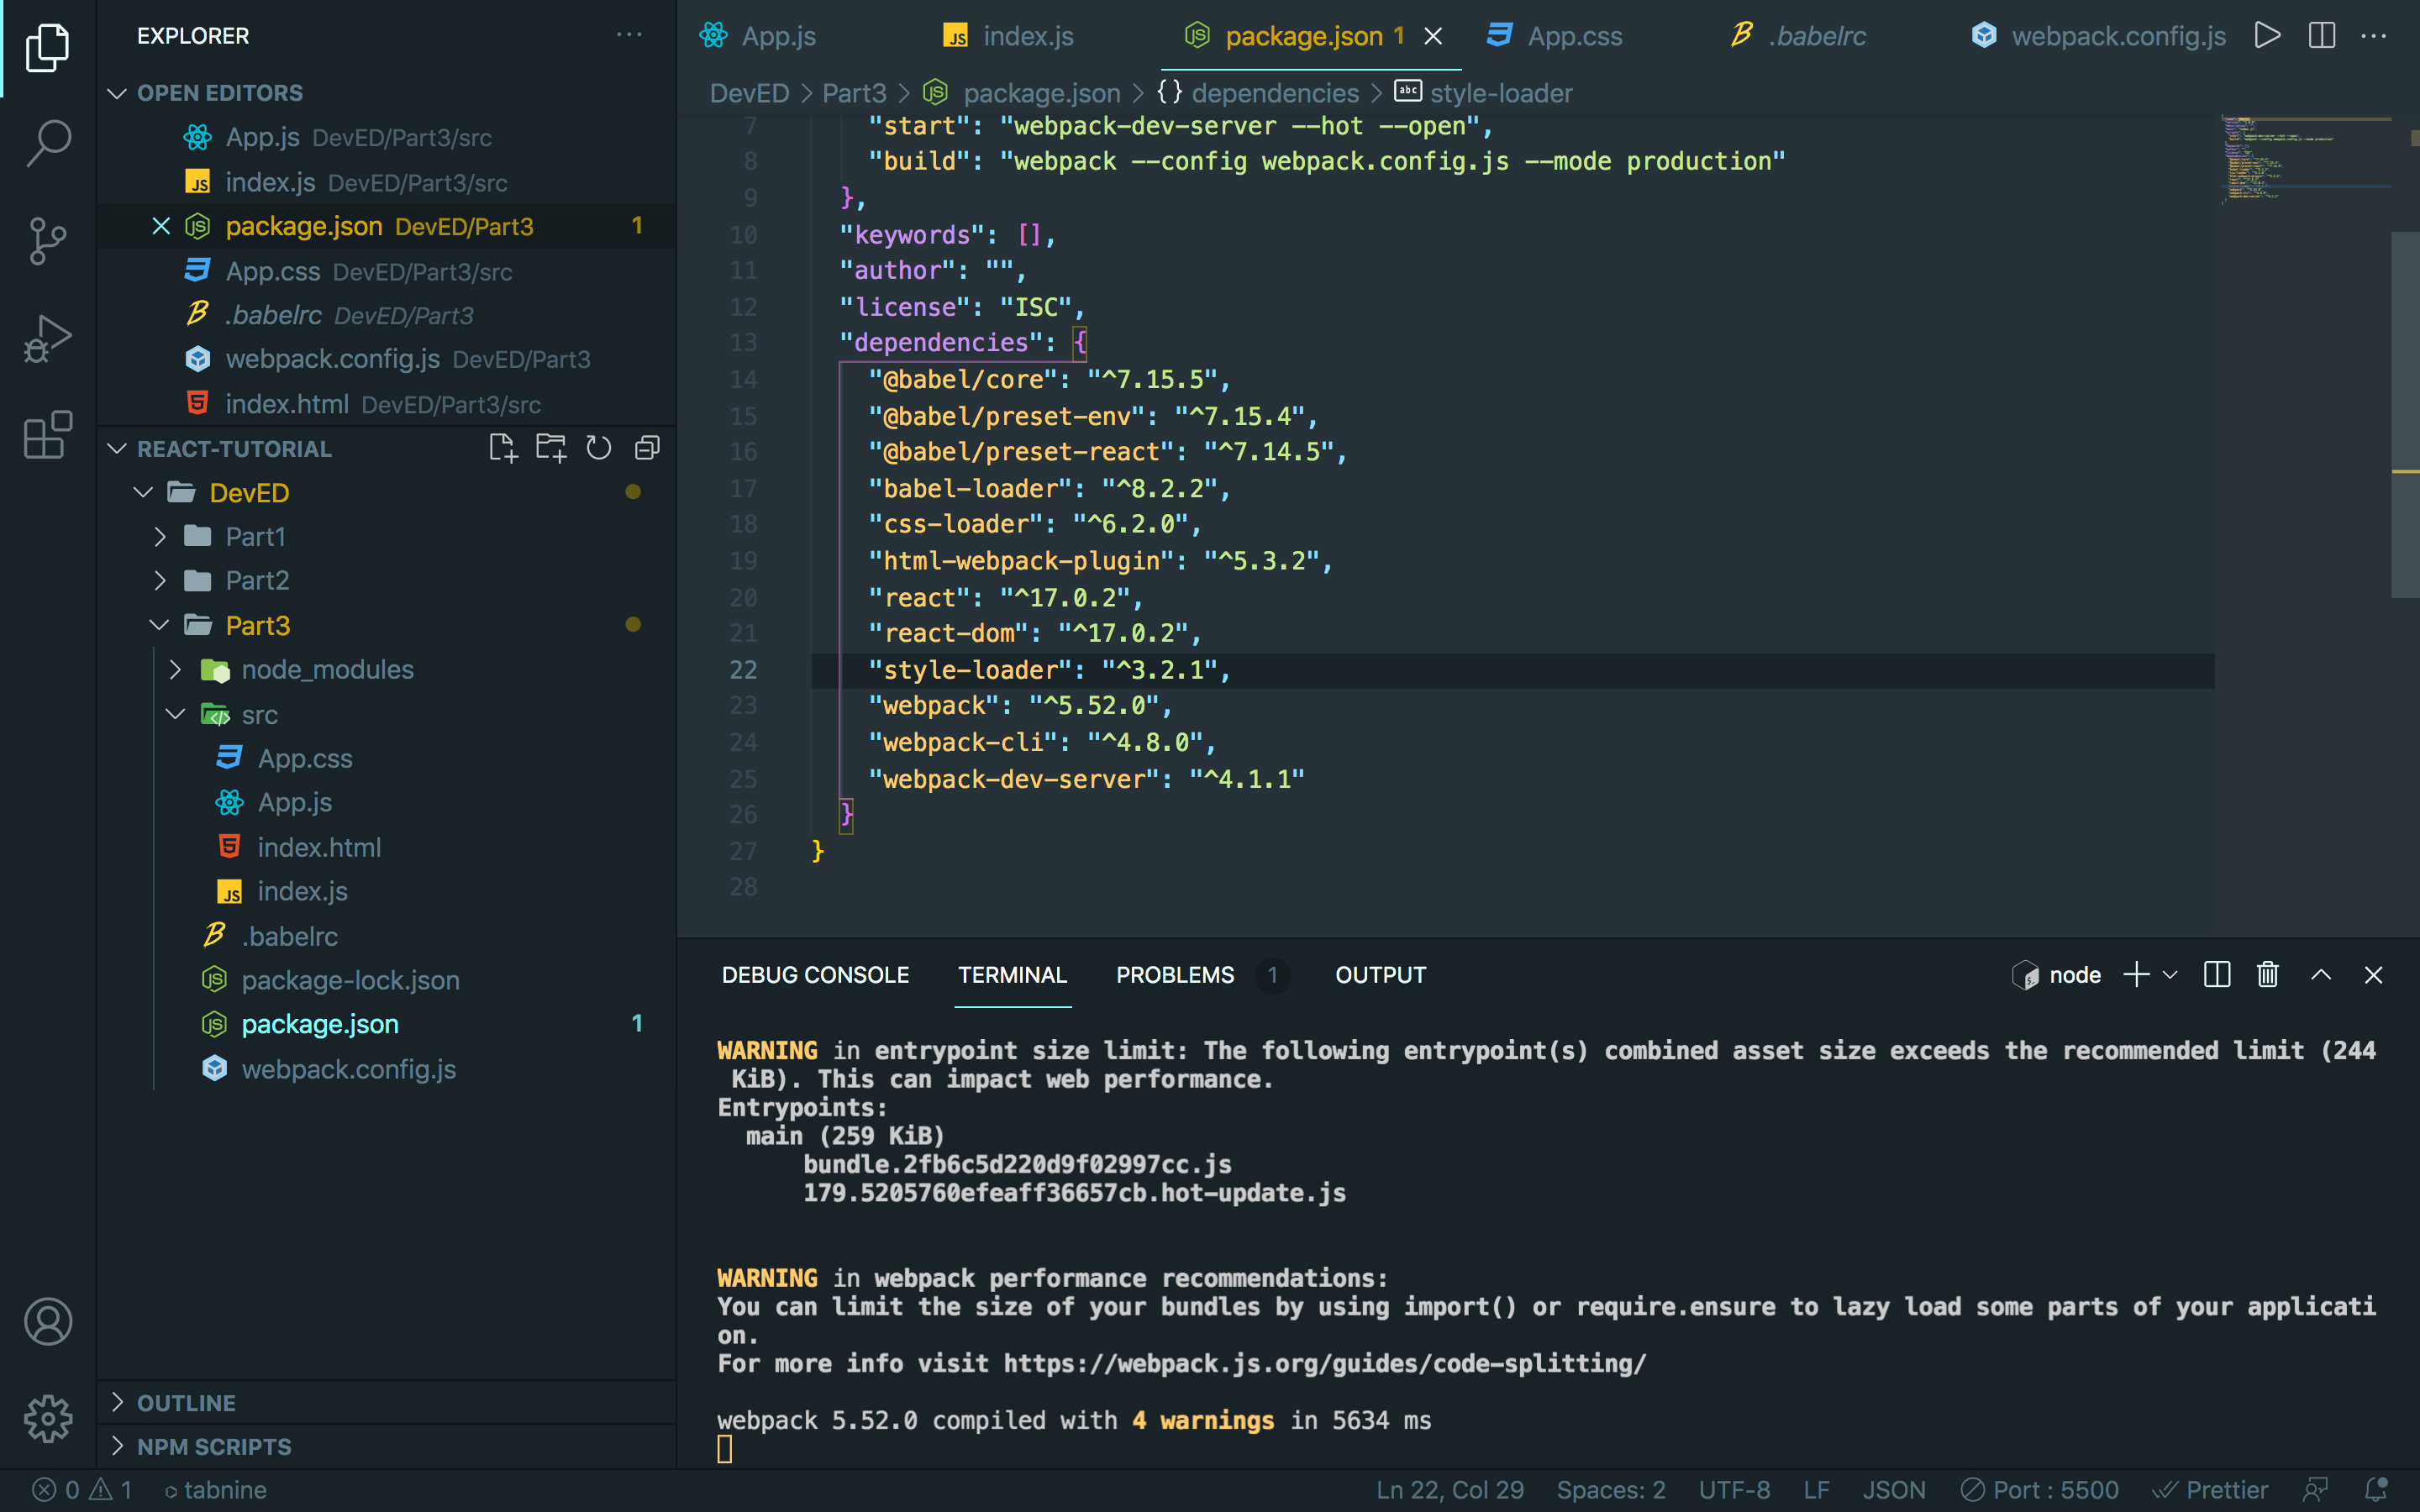 EXPLORER
OPEN EDITORS
App.js DevED/Part3/src
index.js DevED/Part3/src
package.json DevED/Part3 1
App.css DevED/Part3/src
.babelrc DevED/Part3
webpack.config.js DevED/Part3
index.html DevED/Part3/src
REACT-TUTORIAL
DevED
Part1
Part2
Part3
node_modules
src
App.css
App.js
index.html
index.js
.babelrc
package-lock.json
package.json 1
webpack.config.js
OUTLINE
NPM SCRIPTS
App.js index.js package.json 1 App.css .babelrc webpack.config.js
DevED > Part3 > package.json > {} dependencies > abc style-loader
7 "start": "webpack-dev-server --hot --open",
8 "build": "webpack --config webpack.config.js --mode production"
9 },
10 "keywords": [],
11 "author": "",
12 "license": "ISC",
13 "dependencies": {
14 "@babel/core": "^7.15.5",
15 "@babel/preset-env": "^7.15.4",
16 "@babel/preset-react": "^7.14.5",
17 "babel-loader": "^8.2.2",
18 "css-loader": "^6.2.0",
19 "html-webpack-plugin": "^5.3.2",
20 "react": "^17.0.2",
21 "react-dom": "^17.0.2",
22 "style-loader": "^3.2.1",
23 "webpack": "^5.52.0",
24 "webpack-cli": "^4.8.0",
25 "webpack-dev-server": "^4.1.1"
26 }
27 }
28
DEBUG CONSOLE TERMINAL PROBLEMS 1 OUTPUT node
WARNING in entrypoint size limit: The following entrypoint(s) combined asset size exceeds the recommended limit (244
KiB). This can impact web performance.
Entrypoints:
main (259 KiB)
bundle.2fb6c5d220d9f02997cc.js
179.5205760efeaff36657cb.hot-update.js
WARNING in webpack performance recommendations:
You can limit the size of your bundles by using import() or require.ensure to lazy load some parts of your applicati
on.
For more info visit https://webpack.js.org/guides/code-splitting/
webpack 5.52.0 compiled with 4 warnings in 5634 ms
0 1 tabnine Ln 22, Col 29 Spaces: 2 UTF-8 LF JSON Port : 5500 Prettier